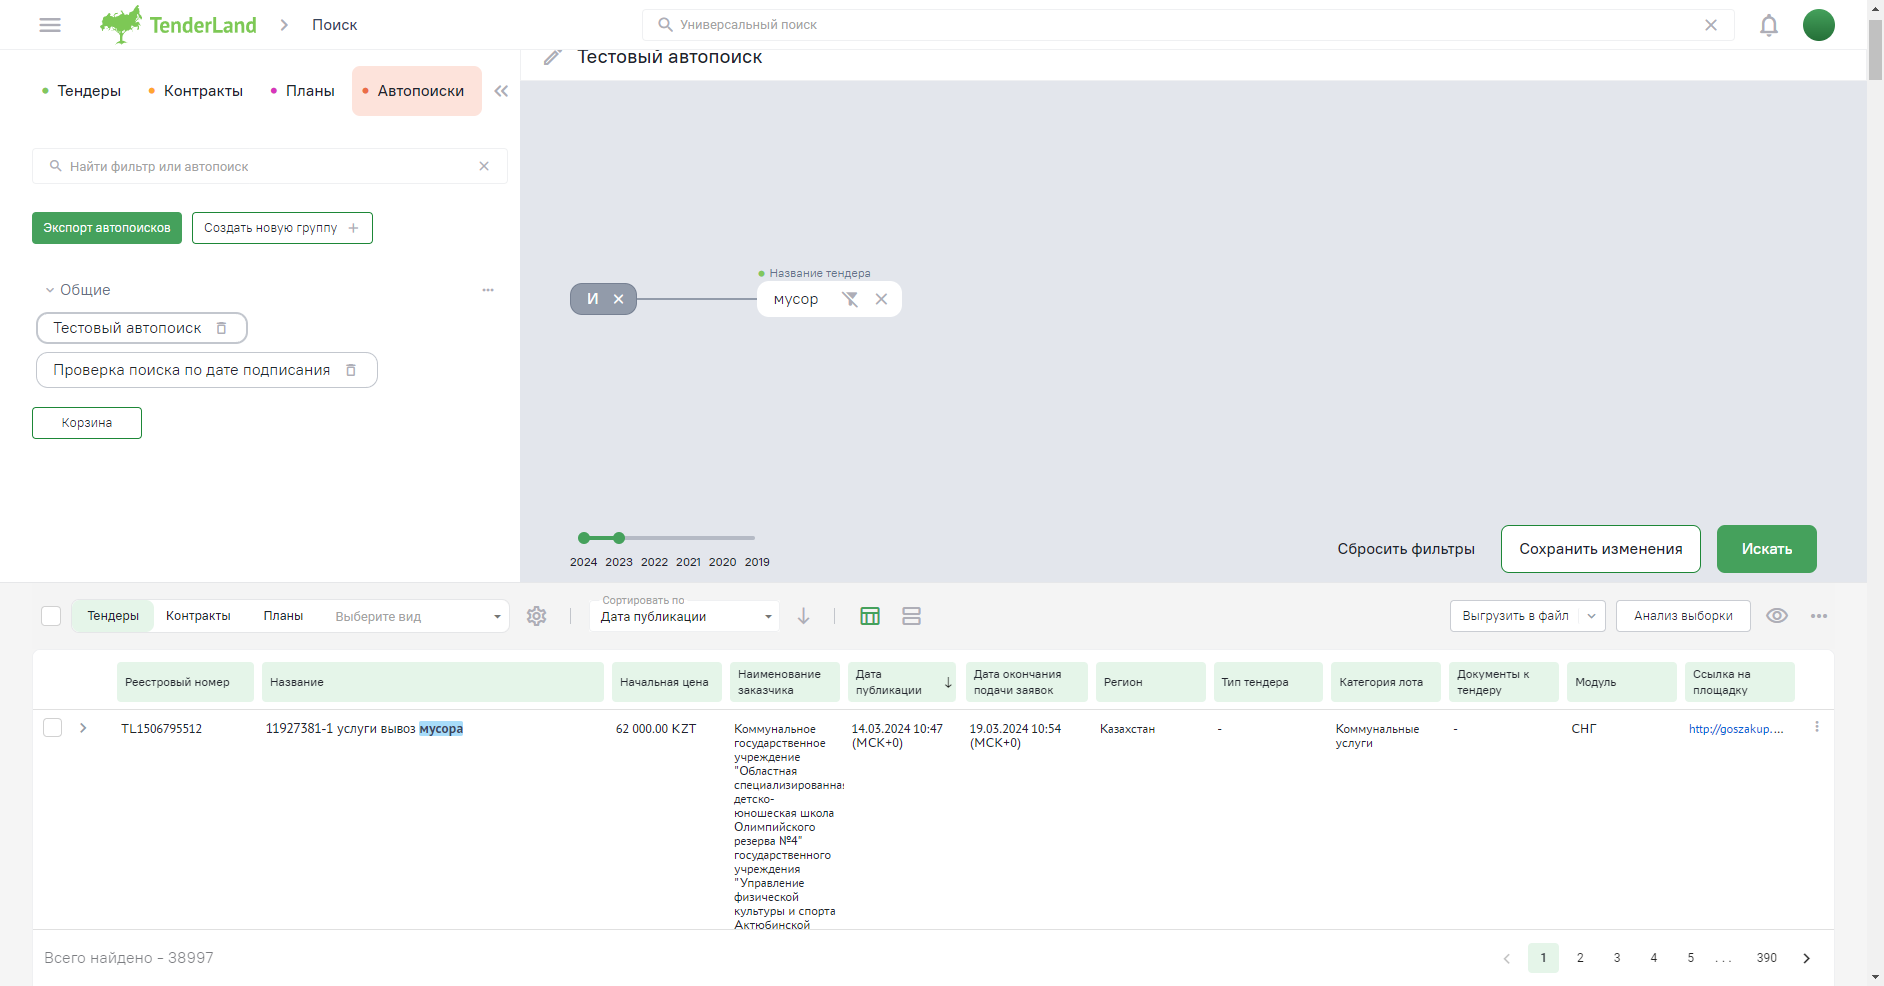 TenderLand
Поиск
Универсальный поиск
Тендеры
Контракты
Планы
Автопоиски
Найти фильтр или автопоиск
Экспорт автопоисков
Создать новую группу
Общие
Тестовый автопоиск
Проверка поиска по дате подписания
Корзина
Тестовый автопоиск
Название тендера
И
мусор
2024 2023 2022 2021 2020 2019
Сбросить фильтры
Сохранить изменения
Искать
Тендеры
Контракты
Планы
Выберите вид
Сортировать по
Дата публикации
Выгрузить в файл
Анализ выборки
Реестровый номер
Название
Начальная цена
Наименование
заказчика
Дата
публикации
Дата окончания
подачи заявок
Регион
Тип тендера
Категория лота
Документы к
тендеру
Модуль
Ссылка на
площадку
TL1506795512
11927381-1 услуги вывоз мусора
62 000.00 KZT
Коммунальное
государственное
учреждение
"Областная
специализированная
детско-
юношеская школа
Олимпийского
резерва №4"
государственного
учреждения
"Управление
физической
культуры и спорта
Актюбинской
14.03.2024 10:47
(МСК+0)
19.03.2024 10:54
(МСК+0)
Казахстан
-
Коммунальные
услуги
-
СНГ
http://goszakup....
Всего найдено - 38997
1 2 3 4 5 ... 390